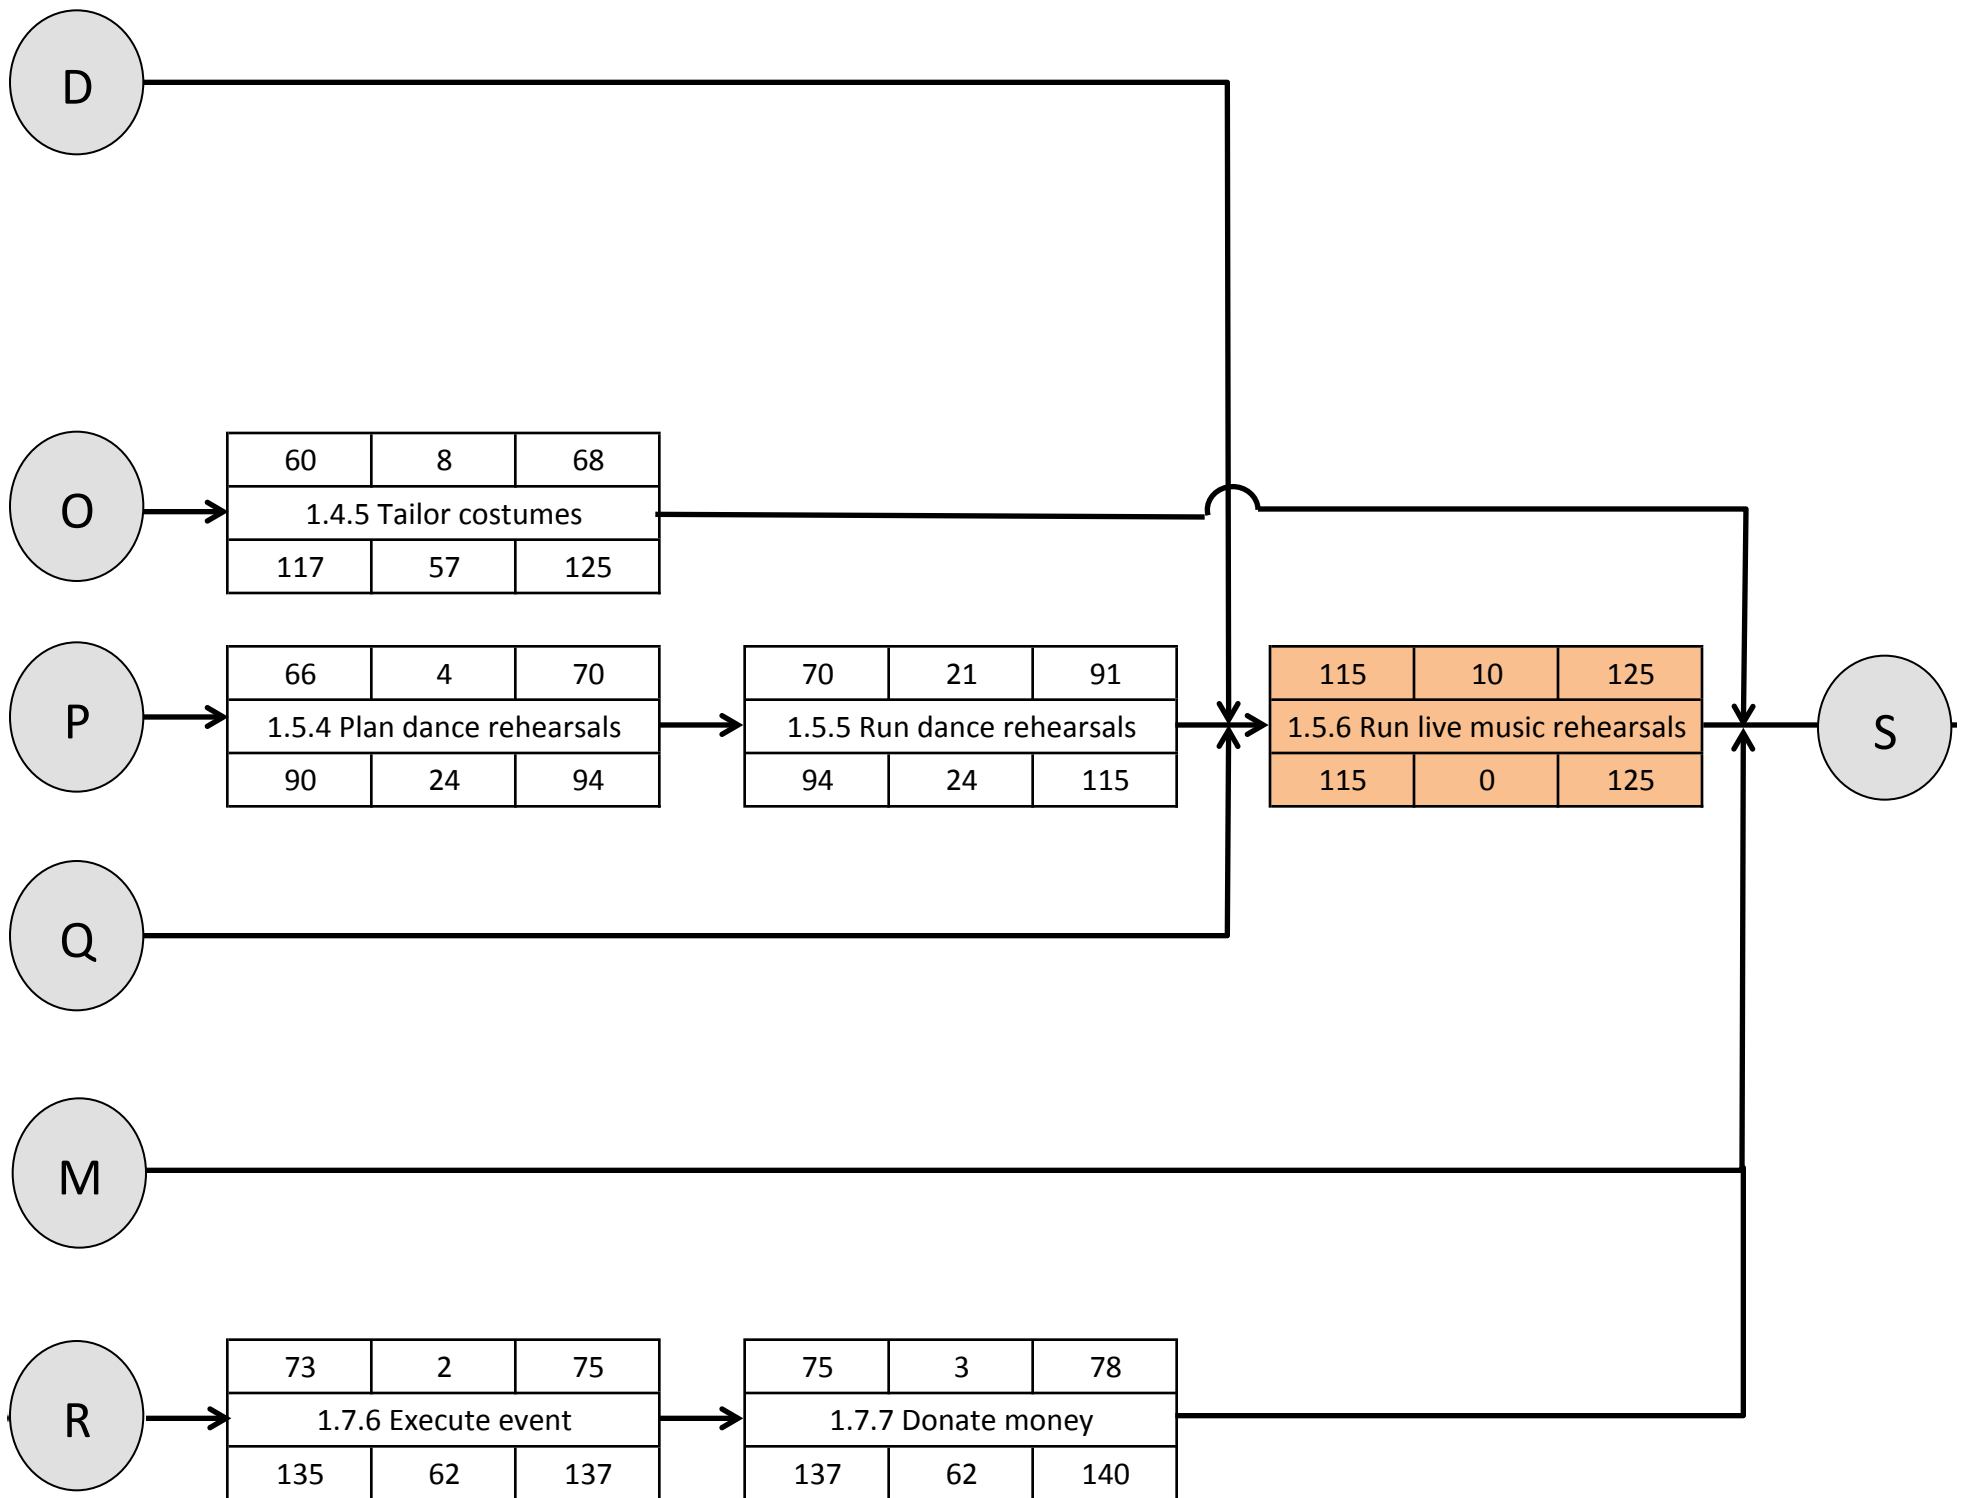 D
O
60 8 68
1.4.5 Tailor costumes
117 57 125
P
66 4 70
1.5.4 Plan dance rehearsals
90 24 94
70 21 91
1.5.5 Run dance rehearsals
94 24 115
115 10 125
1.5.6 Run live music rehearsals
115 0 125
S
Q
M
R
73 2 75
1.7.6 Execute event
135 62 137
75 3 78
1.7.7 Donate money
137 62 140